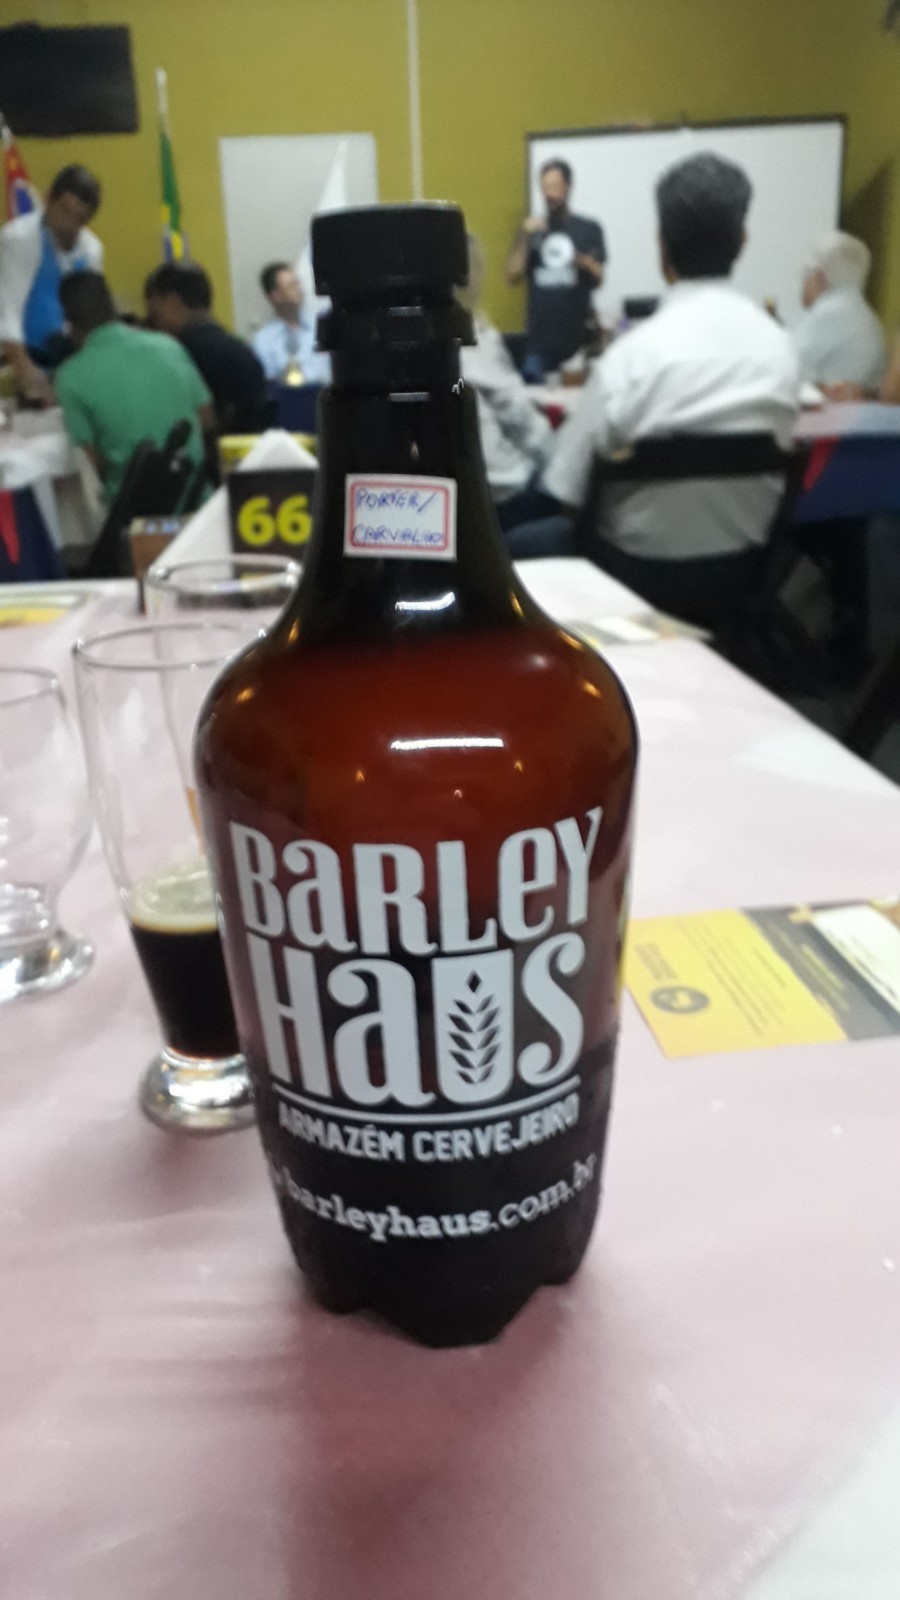 66
PORTER/
CARVALHO
BARLEY
HAUS
ARMAZÉM CERVEJEIRO
barleyhaus.com.br